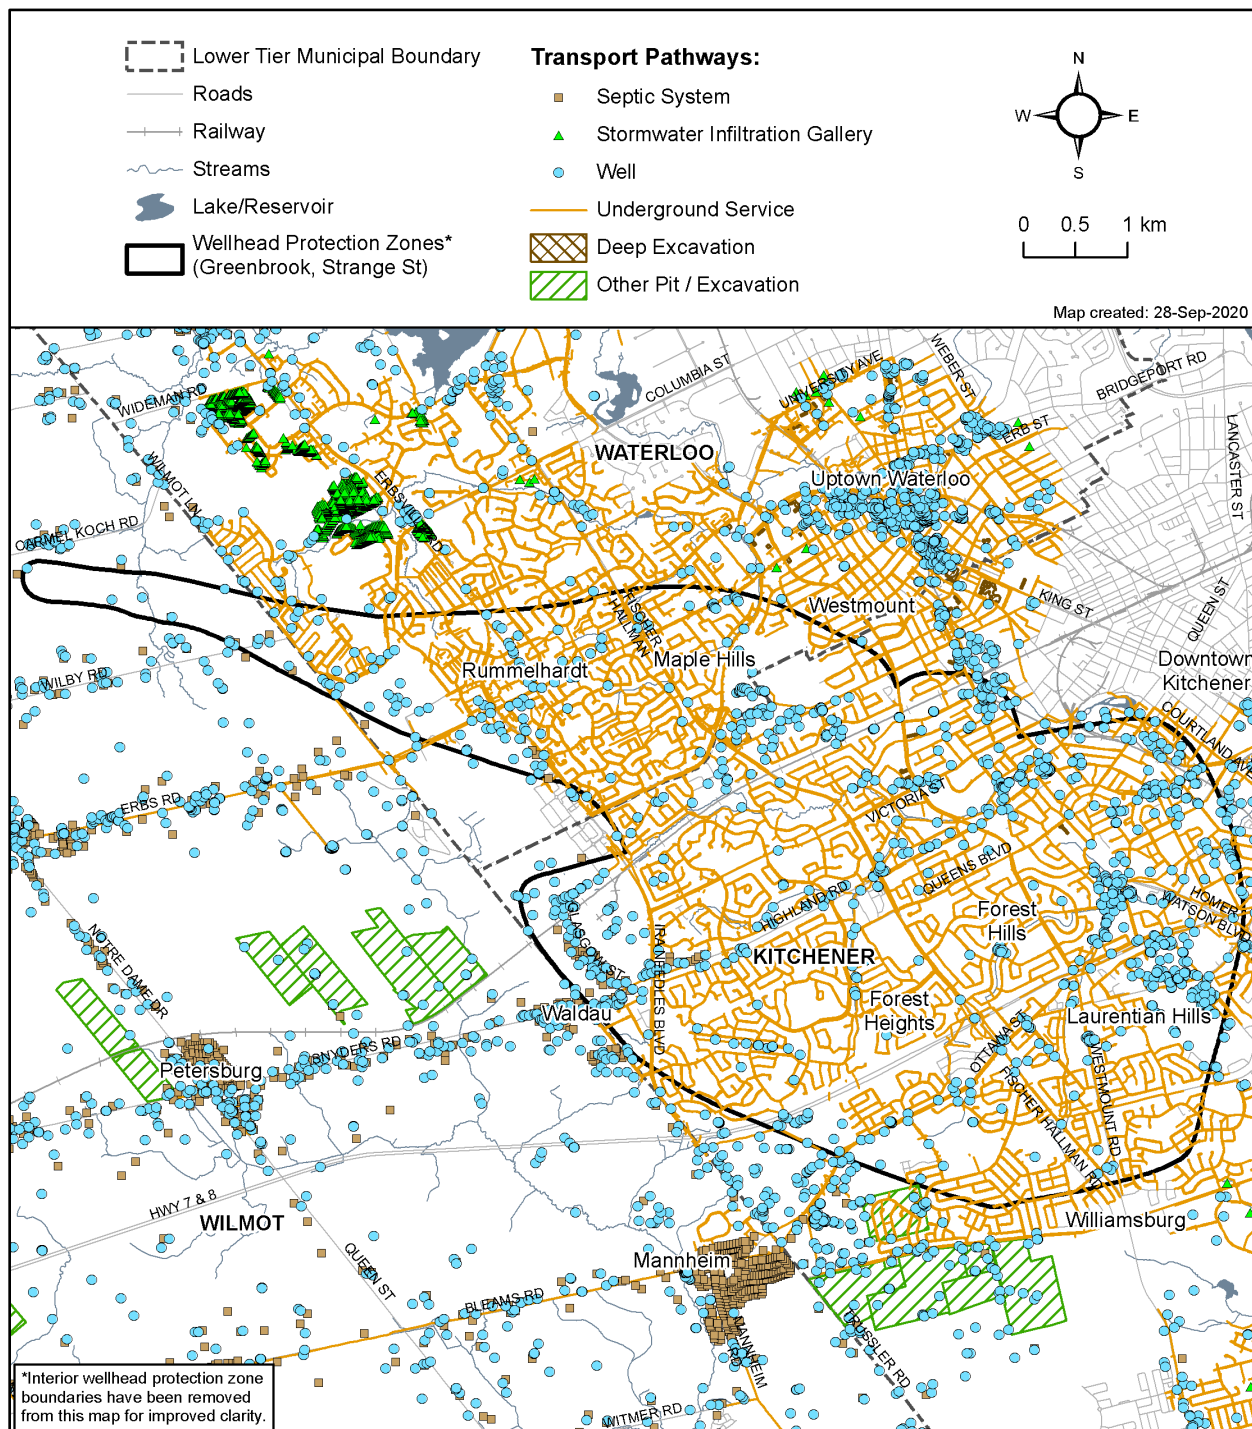 Lower Tier Municipal Boundary
Roads
Railway
Streams
Lake/Reservoir
Wellhead Protection Zones*
(Greenbrook, Strange St)
Transport Pathways:
Septic System
Stormwater Infiltration Gallery
Well
Underground Service
Deep Excavation
Other Pit / Excavation
N
W
E
S
0 0.5 1 km
Map created: 28-Sep-2020
WIDEMAN RD
COLUMBIA ST
UNIVERSITY AVE
WEBER ST
BRIDGEPORT RD
LANCASTER ST
ERB ST
WATERLOO
WILMOT LN
ERBSVILLE RD
Uptown Waterloo
CARMEL KOCH RD
FISCHER
HALLMAN
Westmount
KING ST
QUEEN ST
WILBY RD
Rummelhardt
Maple Hills
Downtown
Kitchener
COURTLAND AVE
ERBS RD
VICTORIA ST
QUEENS BLVD
HIGHLAND RD
HOMER
WATSON BLVD
Forest
Hills
NOTRE DAME DR
GLASGOW ST
IRA NEEDLES BLVD
KITCHENER
Forest
Heights
Waldau
Laurentian Hills
SNYDERS RD
Petersburg
OTTAWA ST
WESTMOUNT RD
FISCHER HALLMAN RD
HWY 7 & 8
WILMOT
Williamsburg
QUEEN ST
Mannheim
BLEAMS RD
MANNHEIM
RD
TRUSSLER RD
WITMER RD
*Interior wellhead protection zone
boundaries have been removed
from this map for improved clarity.